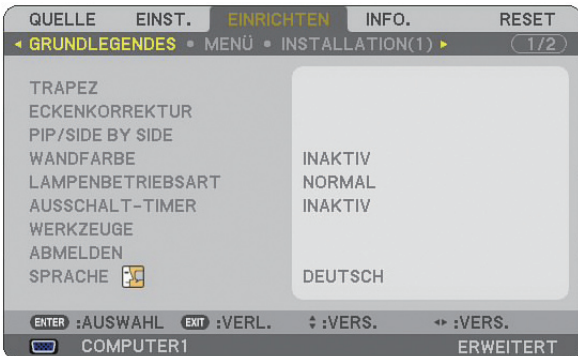 QUELLE EINST. EINRICHTEN INFO. RESET
GRUNDLEGENDES • MENÜ • INSTALLATION(1) 1/2
TRAPEZ
ECKENKORREKTUR
PIP/SIDE BY SIDE
WANDFARBE INAKTIV
LAMPENBETRIEBSART NORMAL
AUSSCHALT-TIMER INAKTIV
WERKZEUGE
ABMELDEN
SPRACHE DEUTSCH
ENTER :AUSWAHL EXIT :VERL. :VERS. :VERS.
COMPUTER1 ERWEITERT